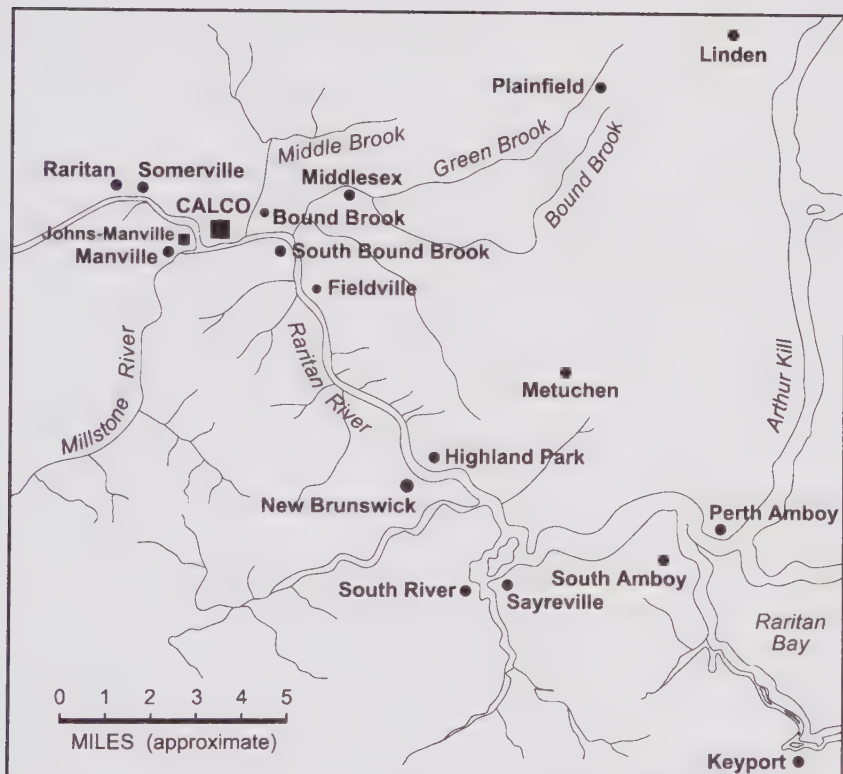 Linden
Plainfield
Green Brook
Bound Brook
Middle Brook
Middlesex
Raritan
Somerville
CALCO
Bound Brook
Johns-Manville
Manville
South Bound Brook
Fieldville
Raritan
River
Millstone
River
Metuchen
Arthur Kill
Highland Park
New Brunswick
Perth Amboy
South River
Sayreville
South Amboy
Raritan
Bay
0 1 2 3 4 5
MILES (approximate)
Keyport